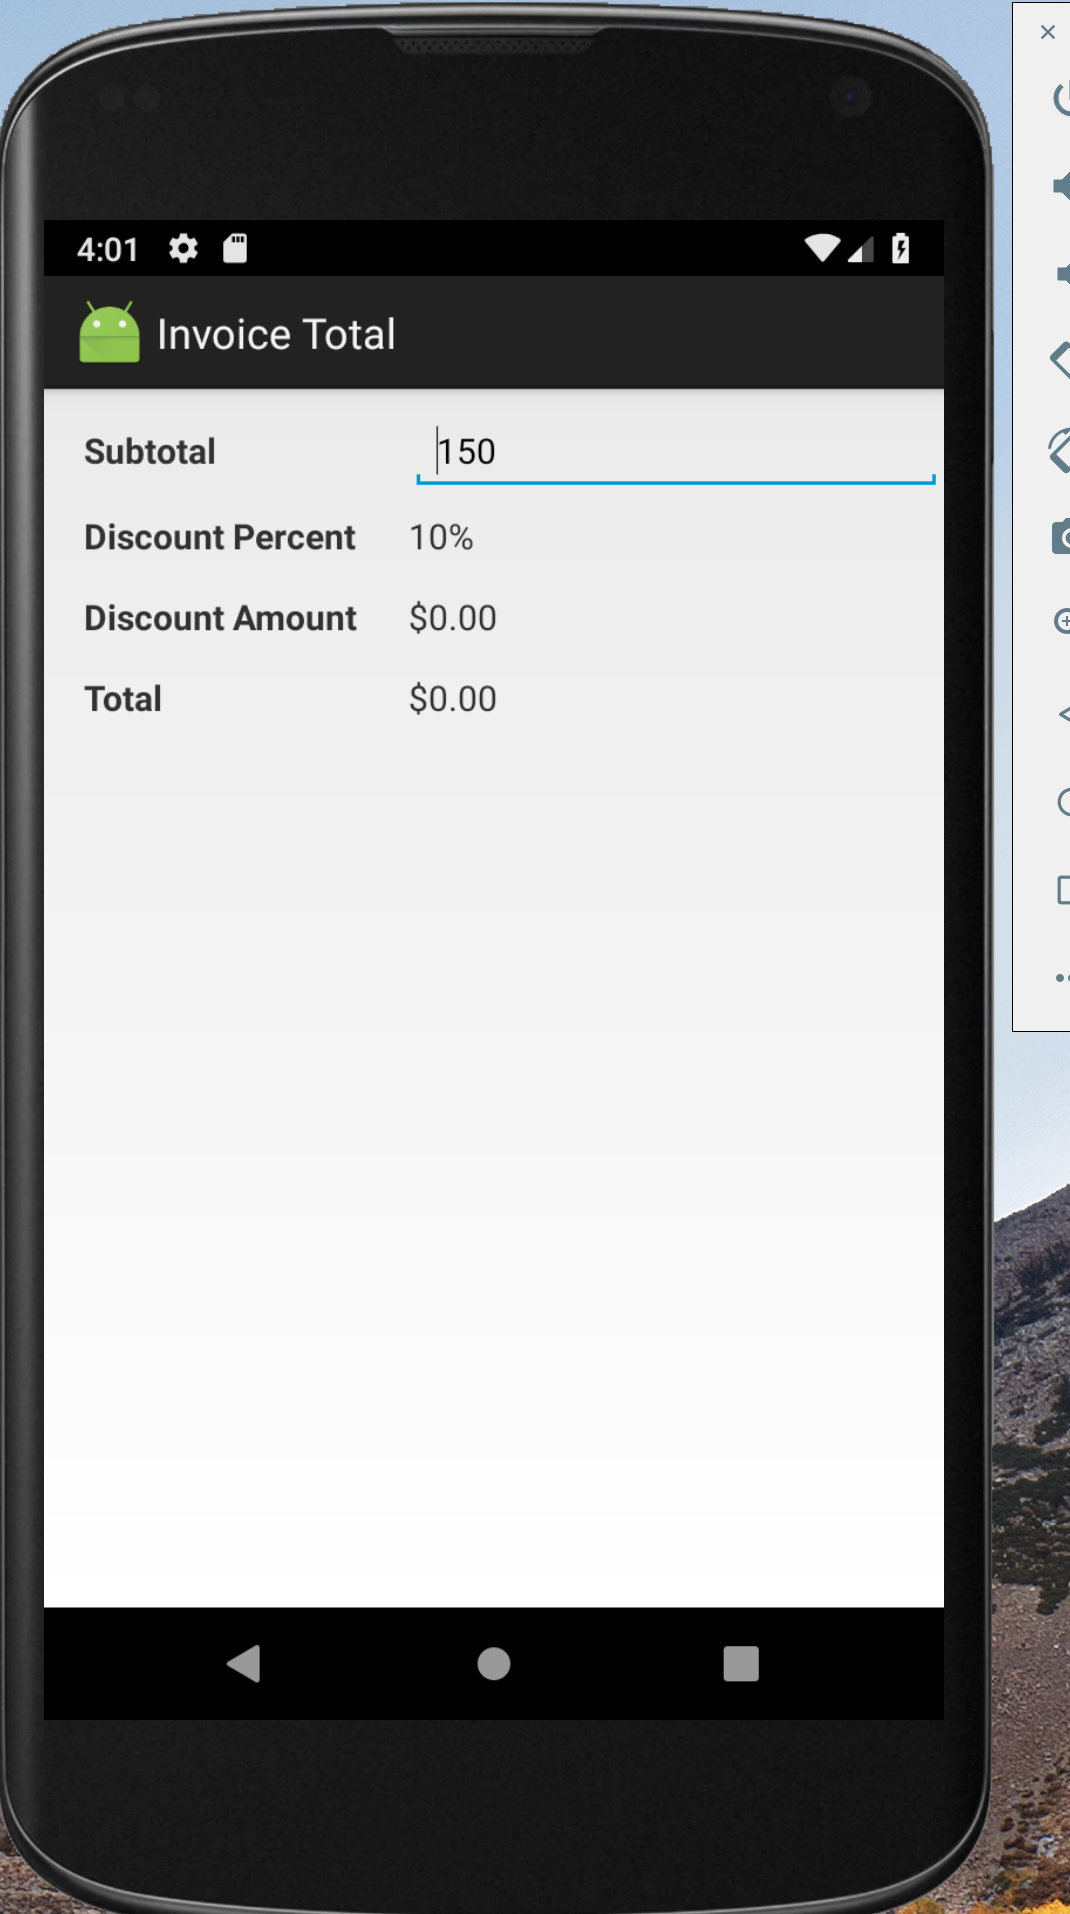 4:01
Invoice Total
Subtotal 150
Discount Percent 10%
Discount Amount $0.00
Total $0.00